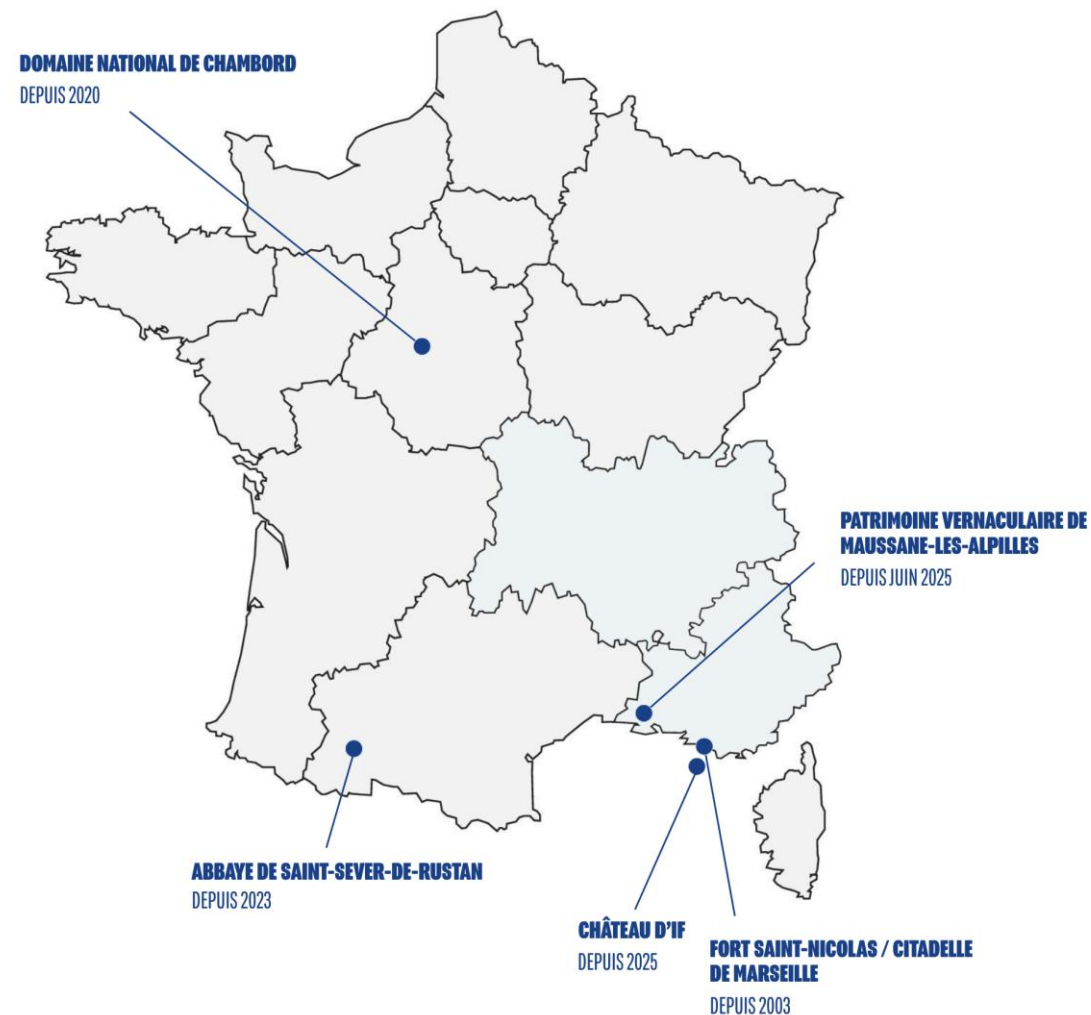 DOMAINE NATIONAL DE CHAMBORD
DEPUIS 2020
PATRIMOINE VERNACULAIRE DE
MAUSSANE-LES-ALPILLES
DEPUIS JUIN 2025
ABBAYE DE SAINT-SEVER-DE-RUSTAN
DEPUIS 2023
CHÂTEAU D'IF
DEPUIS 2025
FORT SAINT-NICOLAS / CITADELLE
DE MARSEILLE
DEPUIS 2003